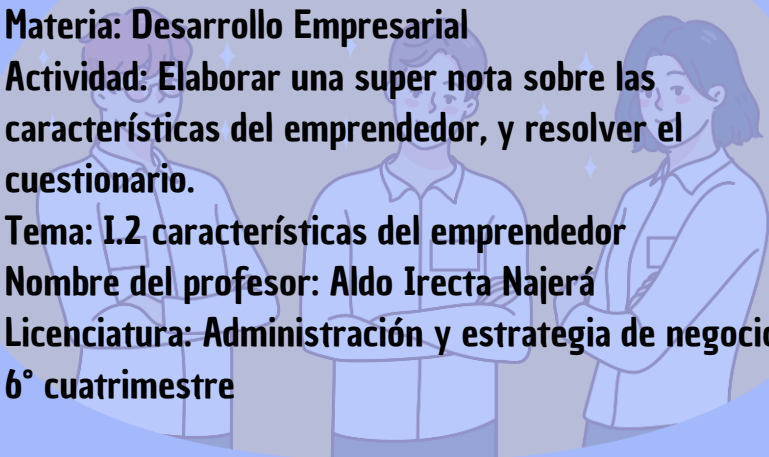 Materia: Desarrollo Empresarial
Actividad: Elaborar una super nota sobre las
características del emprendedor, y resolver el
cuestionario.
Tema: I.2 características del emprendedor
Nombre del profesor: Aldo Irecta Najerá
Licenciatura: Administración y estrategia de negocio
6° cuatrimestre